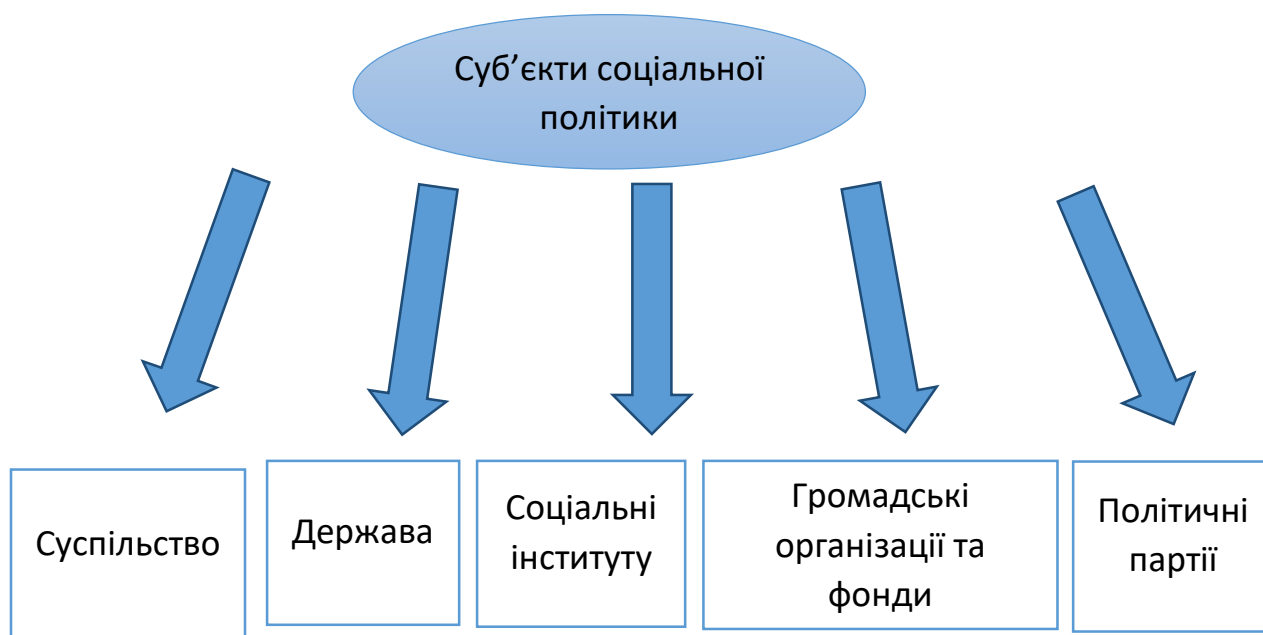 Суб’єкти соціальної
політики
Суспільство
Держава
Соціальні
інституту
Громадські
організації та
фонди
Політичні
партії